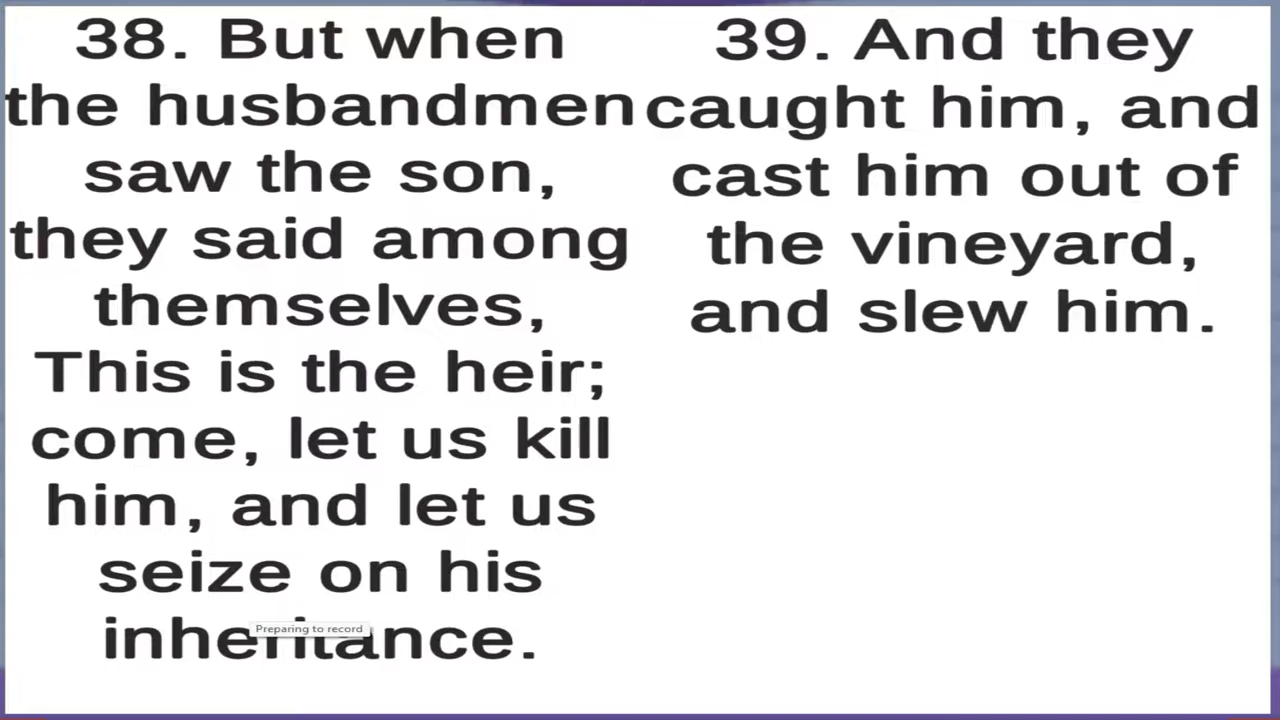 38. But when
the husbandmen
saw the son,
they said among
themselves,
This is the heir;
come, let us kill
him, and let us
seize on his
inheritance.
Preparing to record
39. And they
caught him, and
cast him out of
the vineyard,
and slew him.